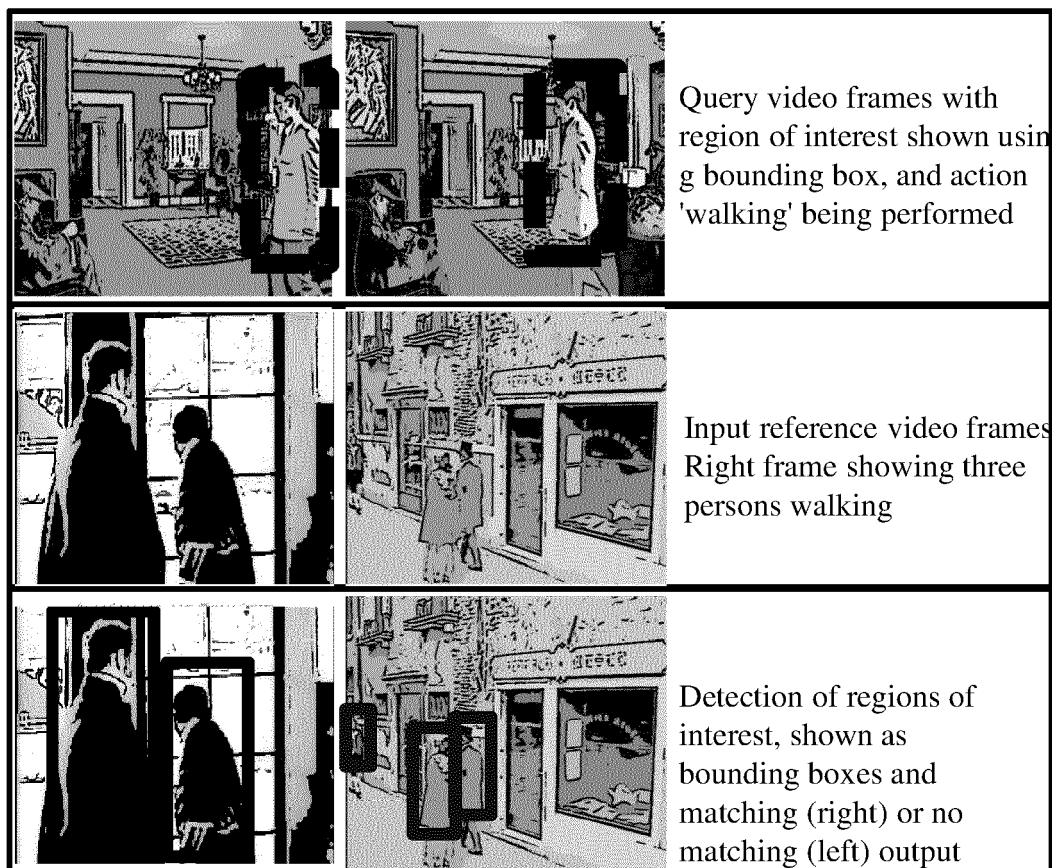 Query video frames with
region of interest shown usin
g bounding box, and action
'walking' being performed
Input reference video frames
Right frame showing three
persons walking
Detection of regions of
interest, shown as
bounding boxes and
matching (right) or no
matching (left) output